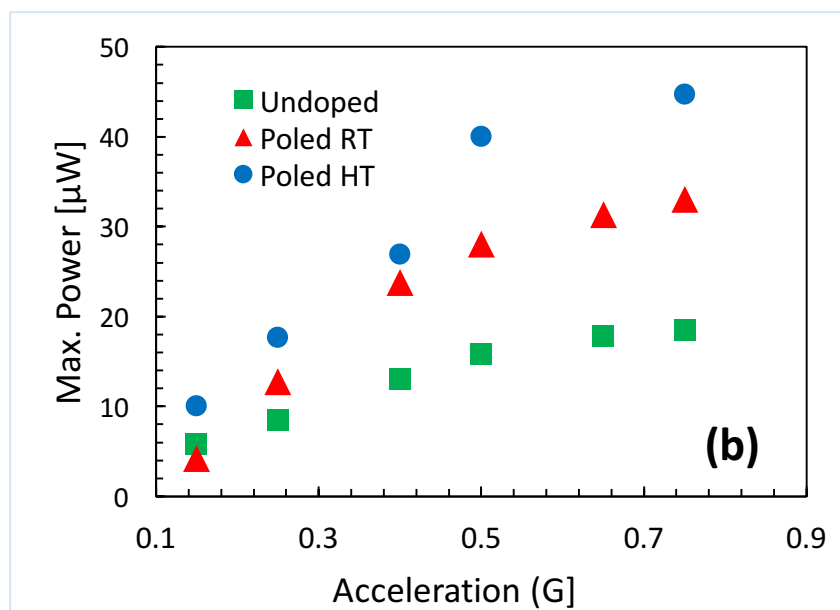 50
40
30
20
10
0
Max. Power [µW]
Undoped
Poled RT
Poled HT
(b)
0.1 0.3 0.5 0.7 0.9
Acceleration (G]